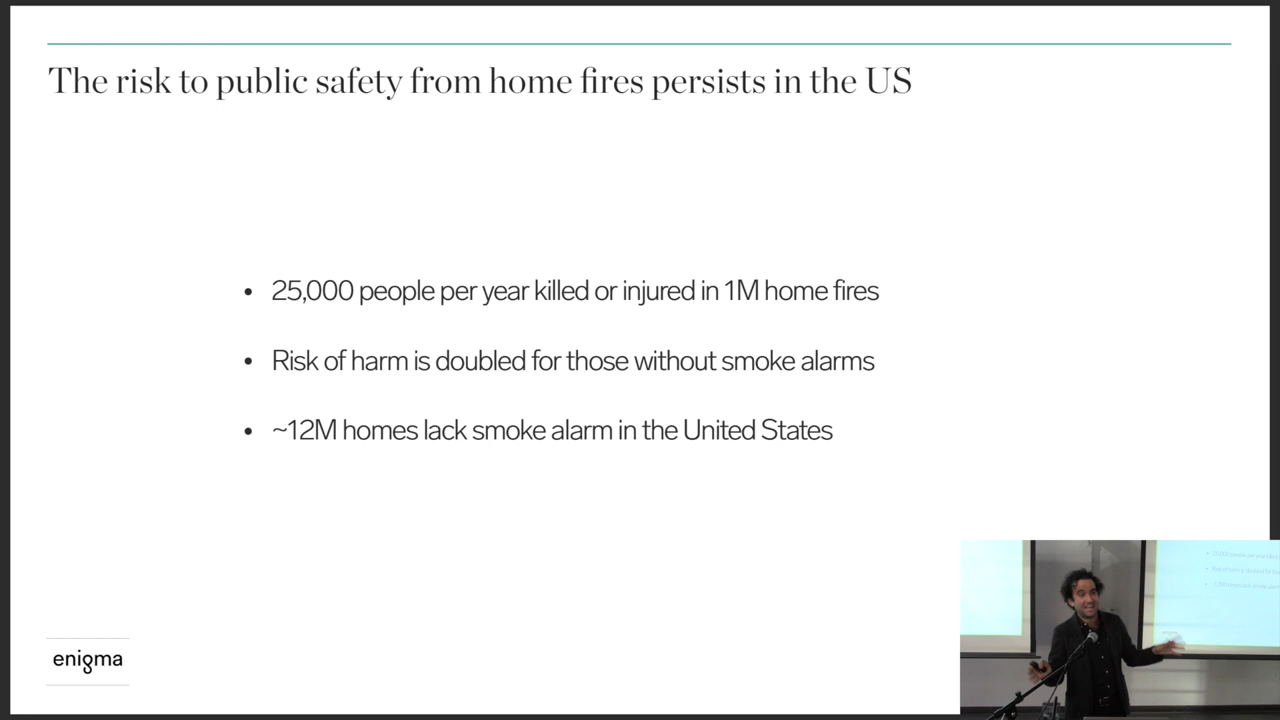 The risk to public safety from home fires persists in the US
• 25,000 people per year killed or injured in 1M home fires
• Risk of harm is doubled for those without smoke alarms
• ~12M homes lack smoke alarm in the United States
enigma